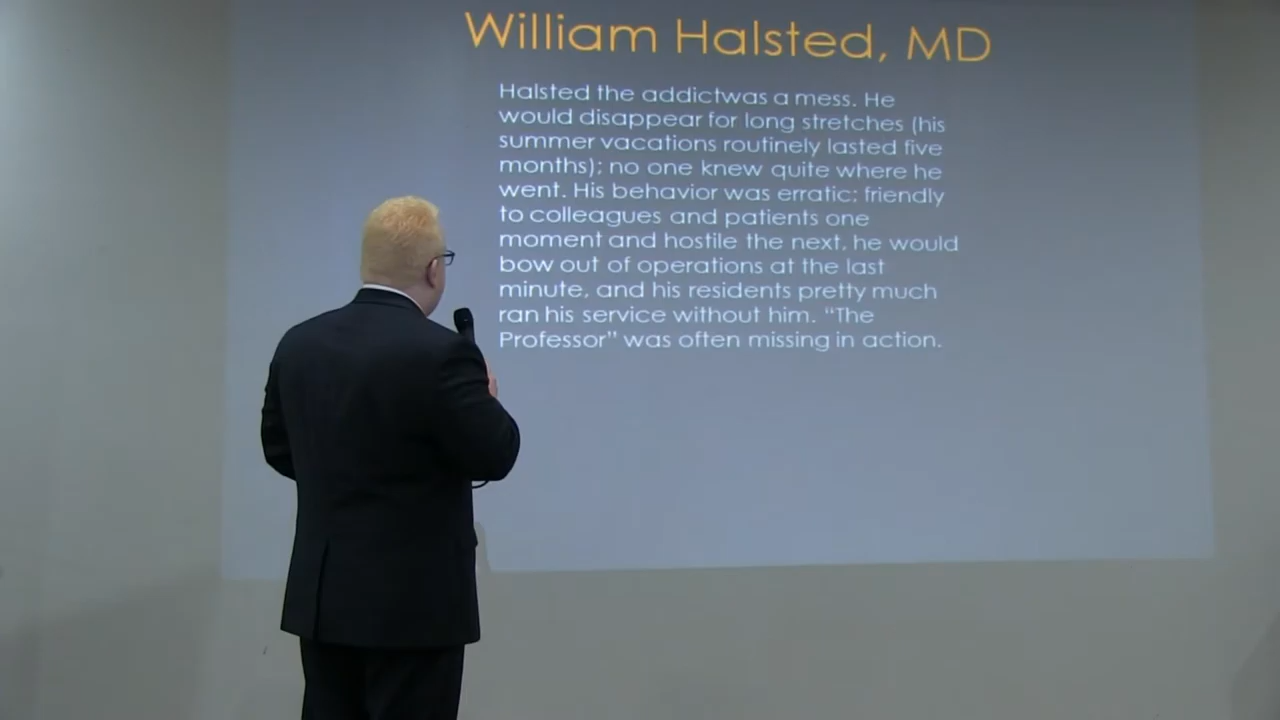 William Halsted, MD
Halsted the addictwas a mess. He
would disappear for long stretches (his
summer vacations routinely lasted five
months); no one knew quite where he
went. His behavior was erratic: friendly
to colleagues and patients one
moment and hostile the next, he would
bow out of operations at the last
minute, and his residents pretty much
ran his service without him. “The
Professor” was often missing in action.